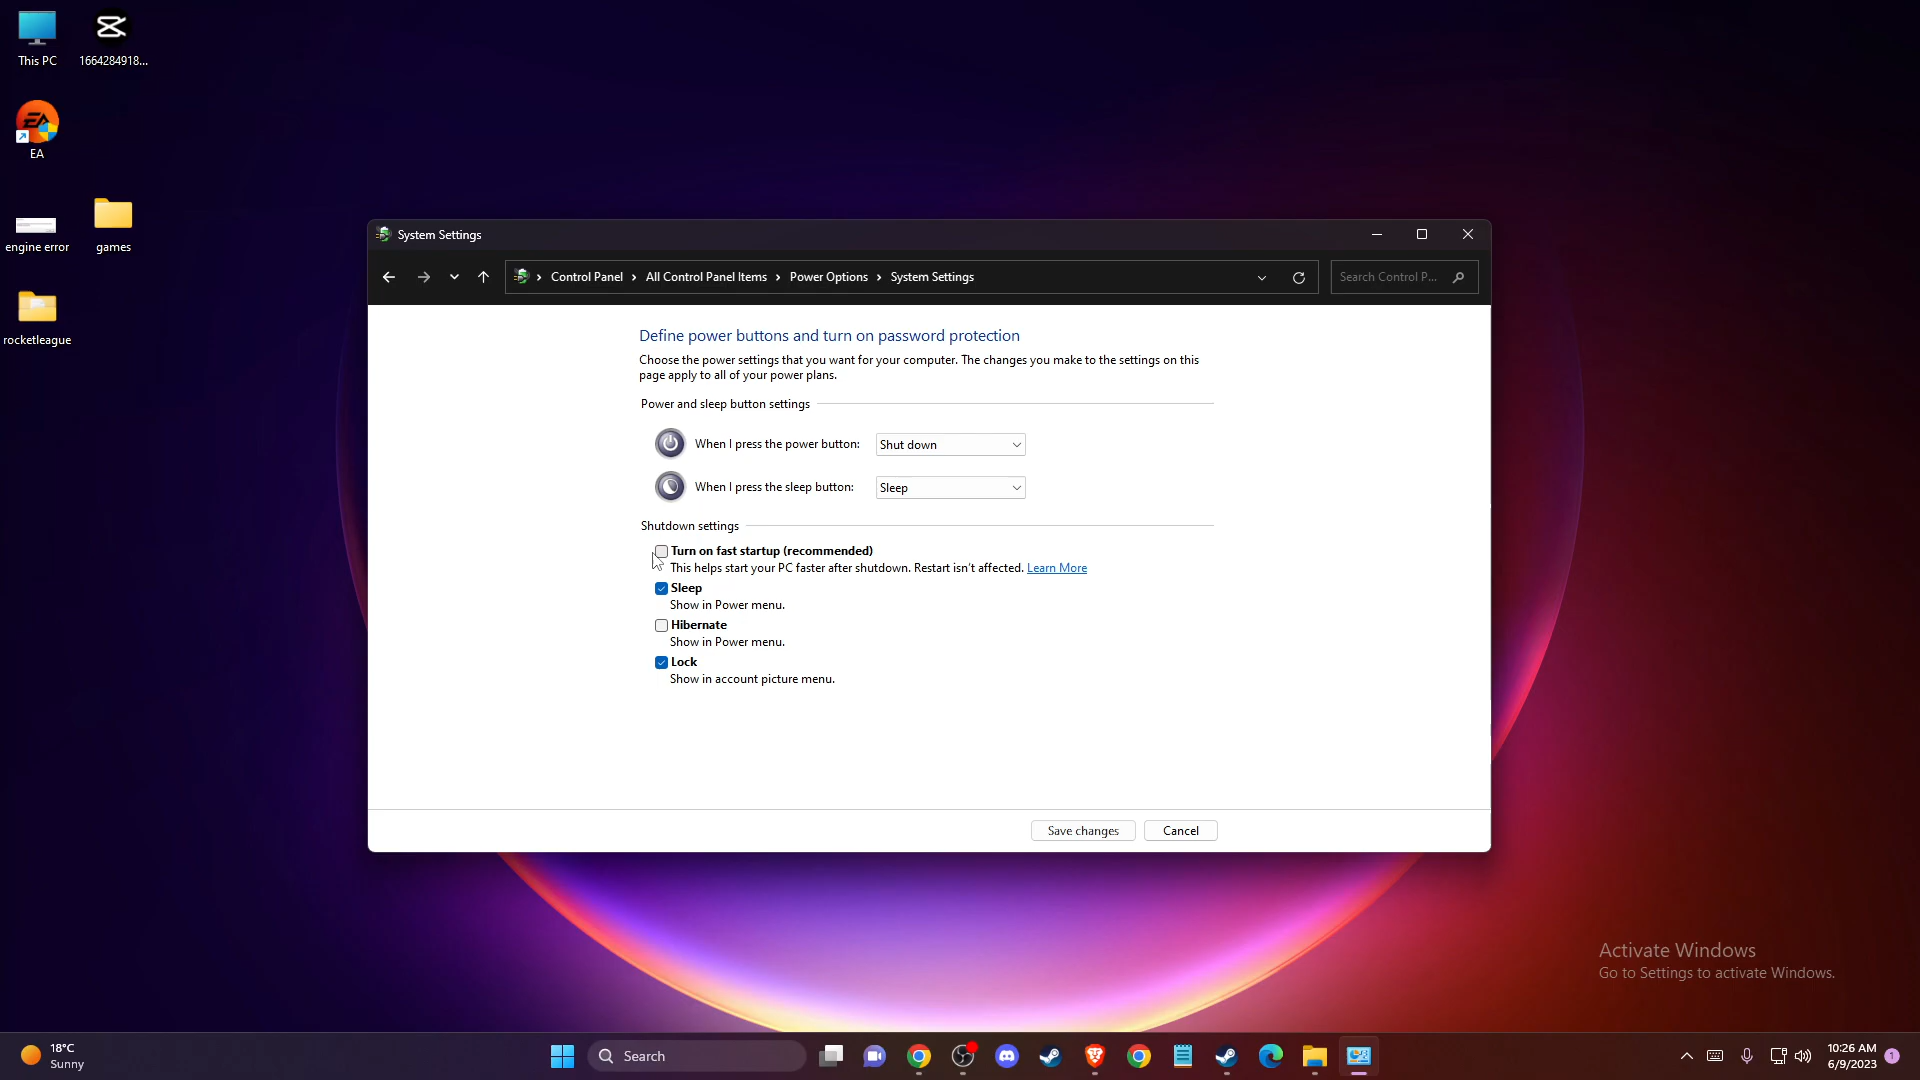 This PC
1664284918...
EA
EA
engine error
games
rocketleague
System Settings
Control Panel > All Control Panel Items > Power Options > System Settings
Search Control P...
Define power buttons and turn on password protection
Choose the power settings that you want for your computer. The changes you make to the settings on this
page apply to all of your power plans.
Power and sleep button settings
When I press the power button: Shut down
When I press the sleep button: Sleep
Shutdown settings
Turn on fast startup (recommended)
This helps start your PC faster after shutdown. Restart isn't affected. Learn More
Sleep
Show in Power menu.
Hibernate
Show in Power menu.
Lock
Show in account picture menu.
Save changes
Cancel
Activate Windows
Go to Settings to activate Windows.
18°C
Sunny
Search
10:26 AM
6/9/2023
1